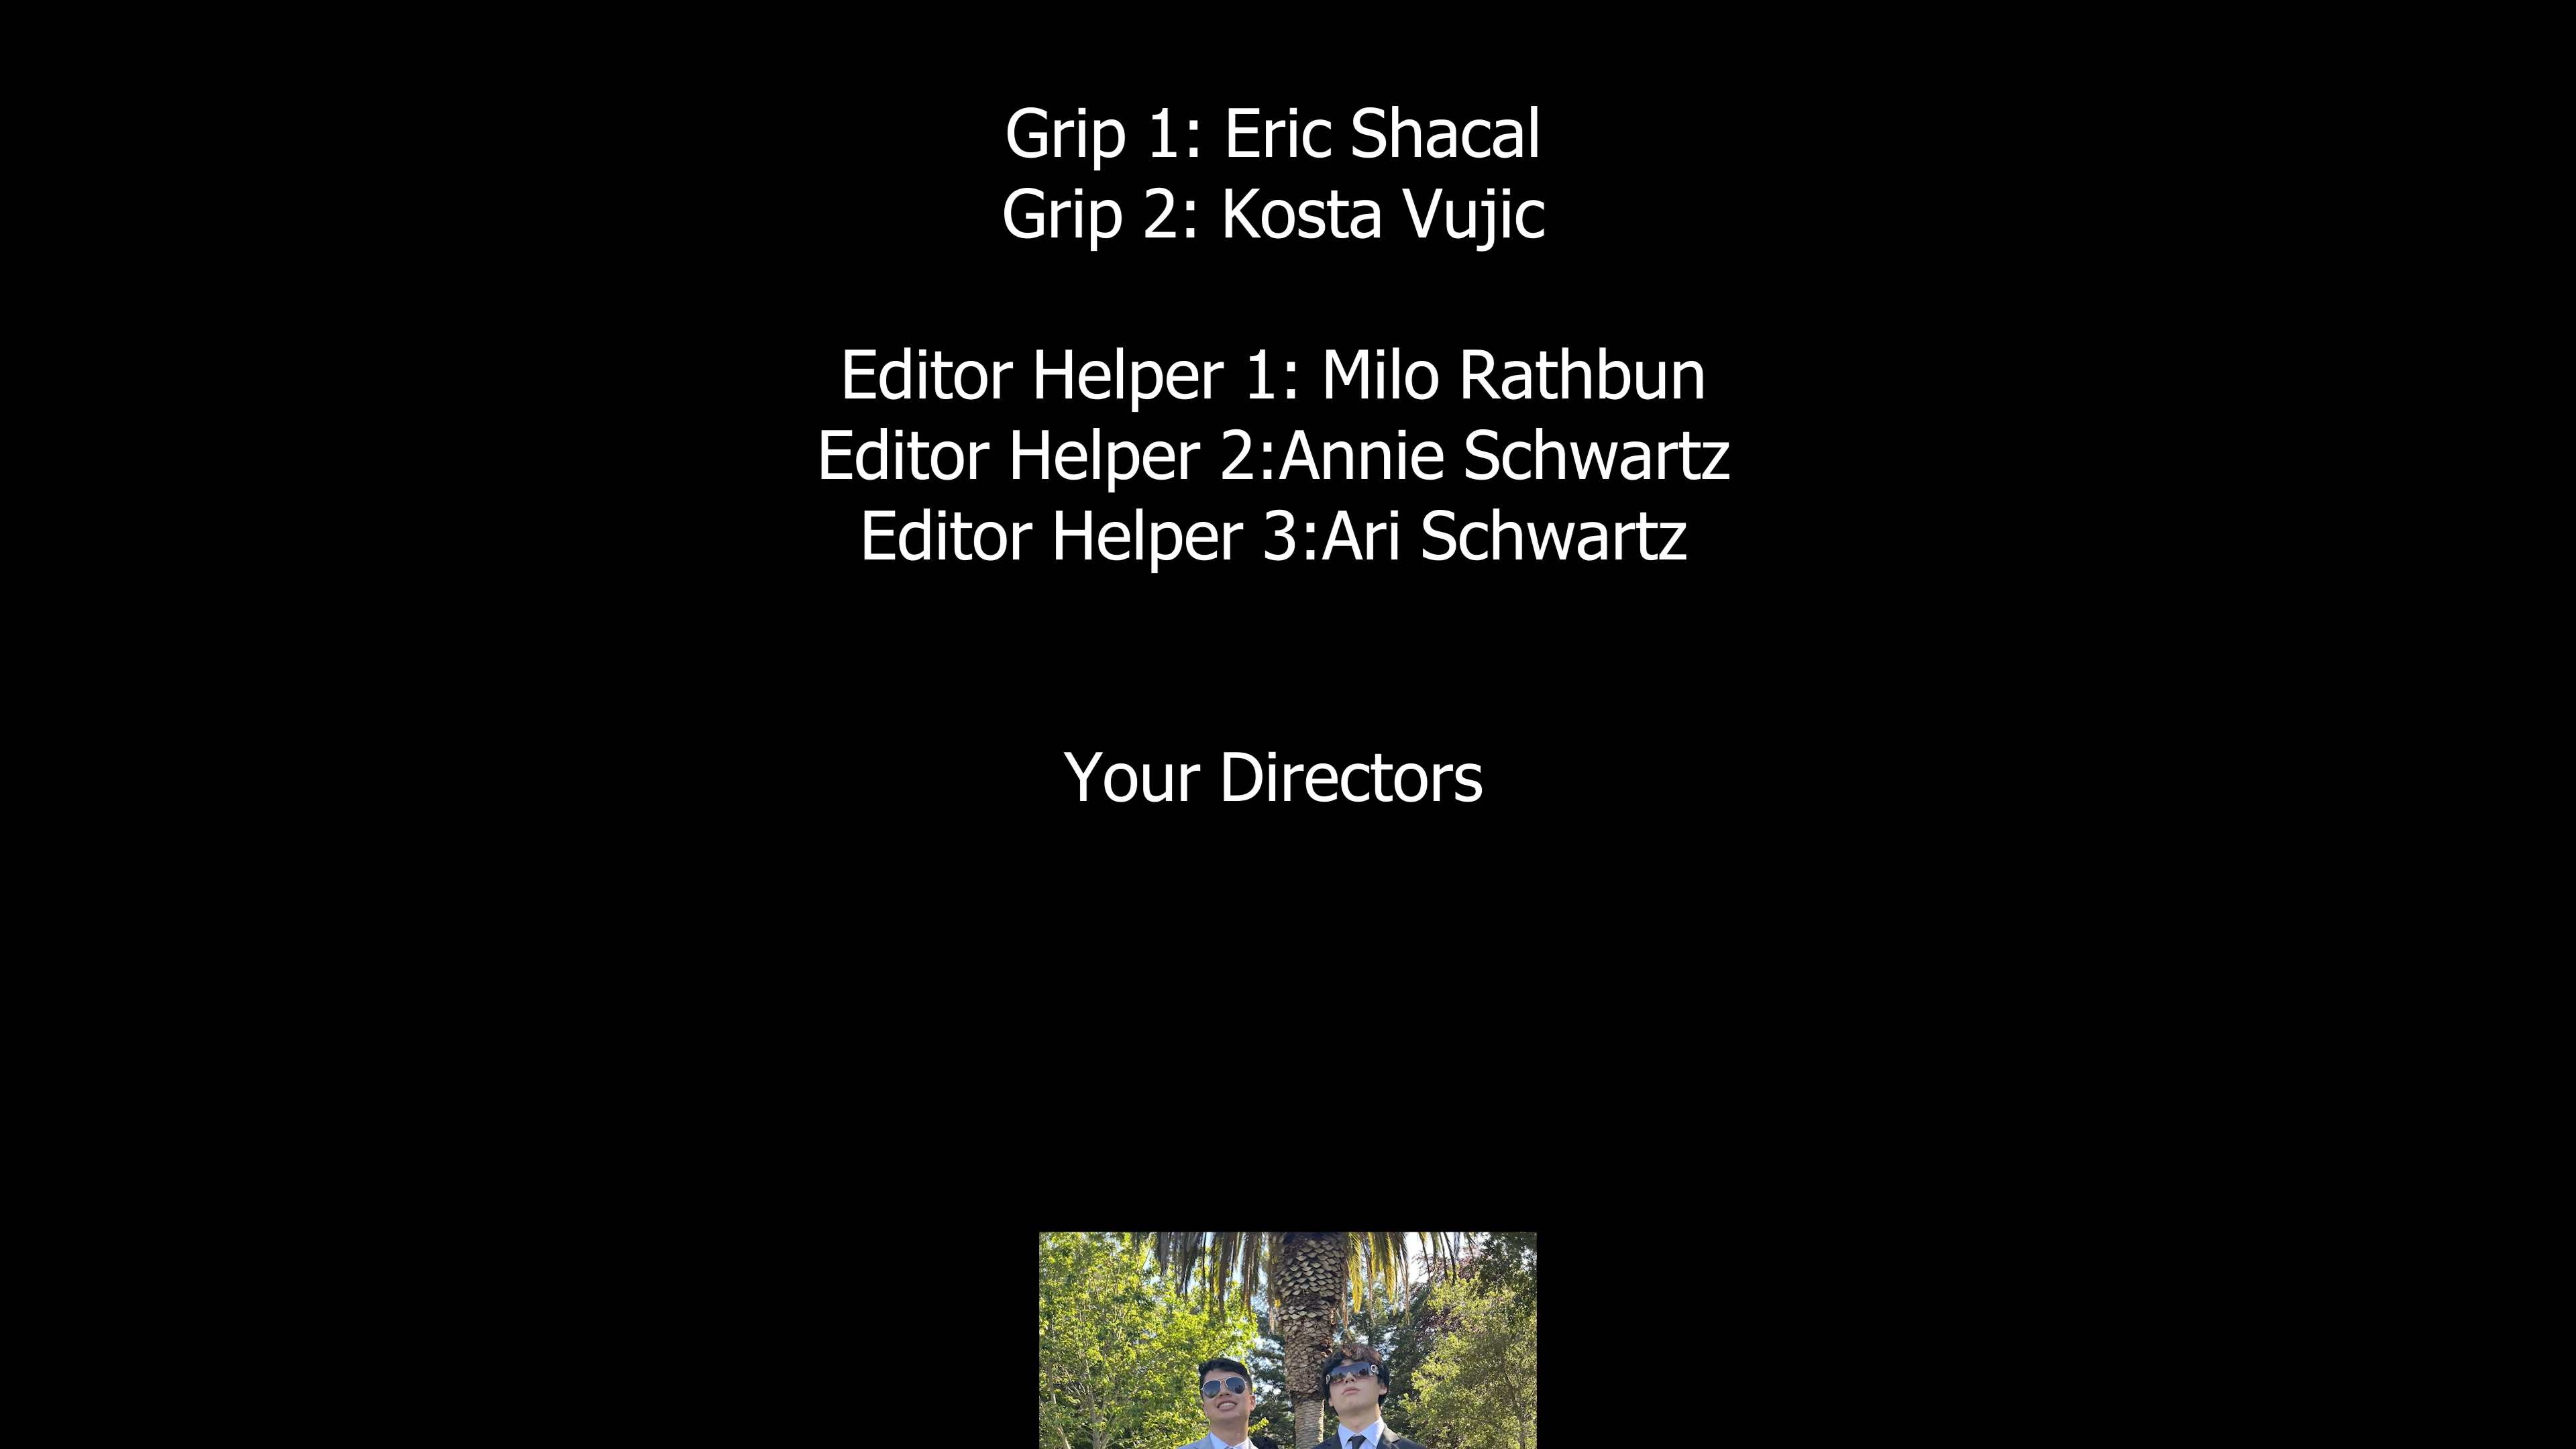 Grip 1: Eric Shacal
Grip 2: Kosta Vujic
Editor Helper 1: Milo Rathbun
Editor Helper 2:Annie Schwartz
Editor Helper 3:Ari Schwartz
Your Directors